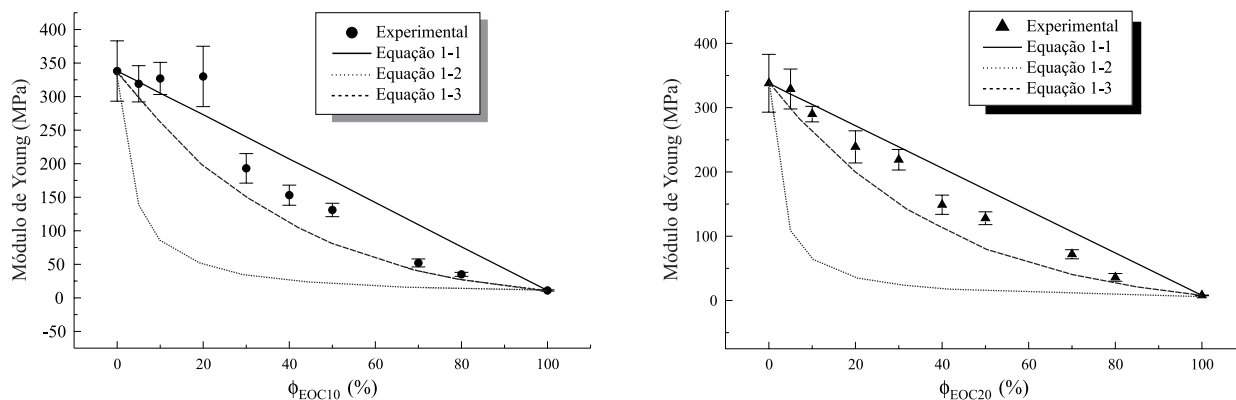 Módulo de Young (MPa)
400
350
300
250
200
150
100
50
0
-50
Experimental
Equação 1-1
Equação 1-2
Equação 1-3
0 20 40 60 80 100
ϕEOC10 (%)
Módulo de Young (MPa)
400
300
200
100
0
Experimental
Equação 1-1
Equação 1-2
Equação 1-3
0 20 40 60 80 100
ϕEOC20 (%)